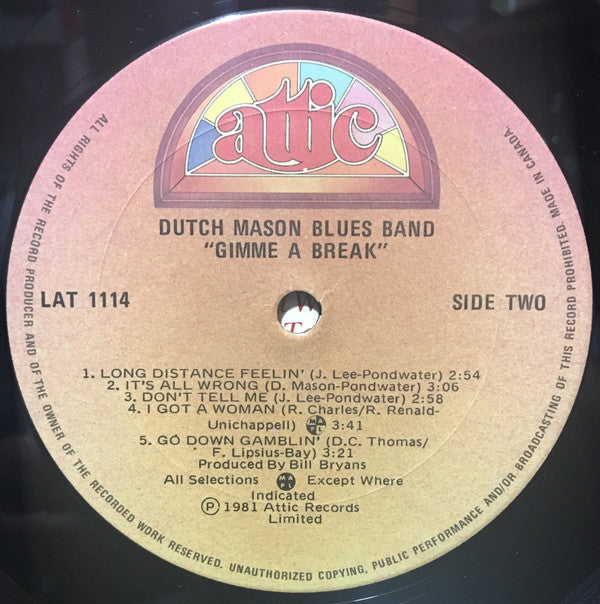 attic
DUTCH MASON BLUES BAND
"GIMME A BREAK"
LAT 1114
SIDE TWO
1. LONG DISTANCE FEELIN' (J. Lee-Pondwater) 2:54
2. IT'S ALL WRONG (D. Mason-Pondwater) 3:06
3. DON'T TELL ME (J. Lee-Pondwater) 2:58
4. I GOT A WOMAN (R. Charles/R. Renald-
Unichappell) MAPL 3:41
5. GO DOWN GAMBLIN' (D.C. Thomas/
F. Lipsius-Bay) 3:21
Produced By Bill Bryans
All Selections MAPL Except Where
Indicated
Ⓟ 1981 Attic Records
Limited
ALL RIGHTS OF THE RECORD PRODUCER AND OF THE OWNER OF THE RECORDED WORK RESERVED. UNAUTHORIZED COPYING, PUBLIC PERFORMANCE AND/OR BROADCASTING OF THIS RECORD PROHIBITED. MADE IN CANADA.